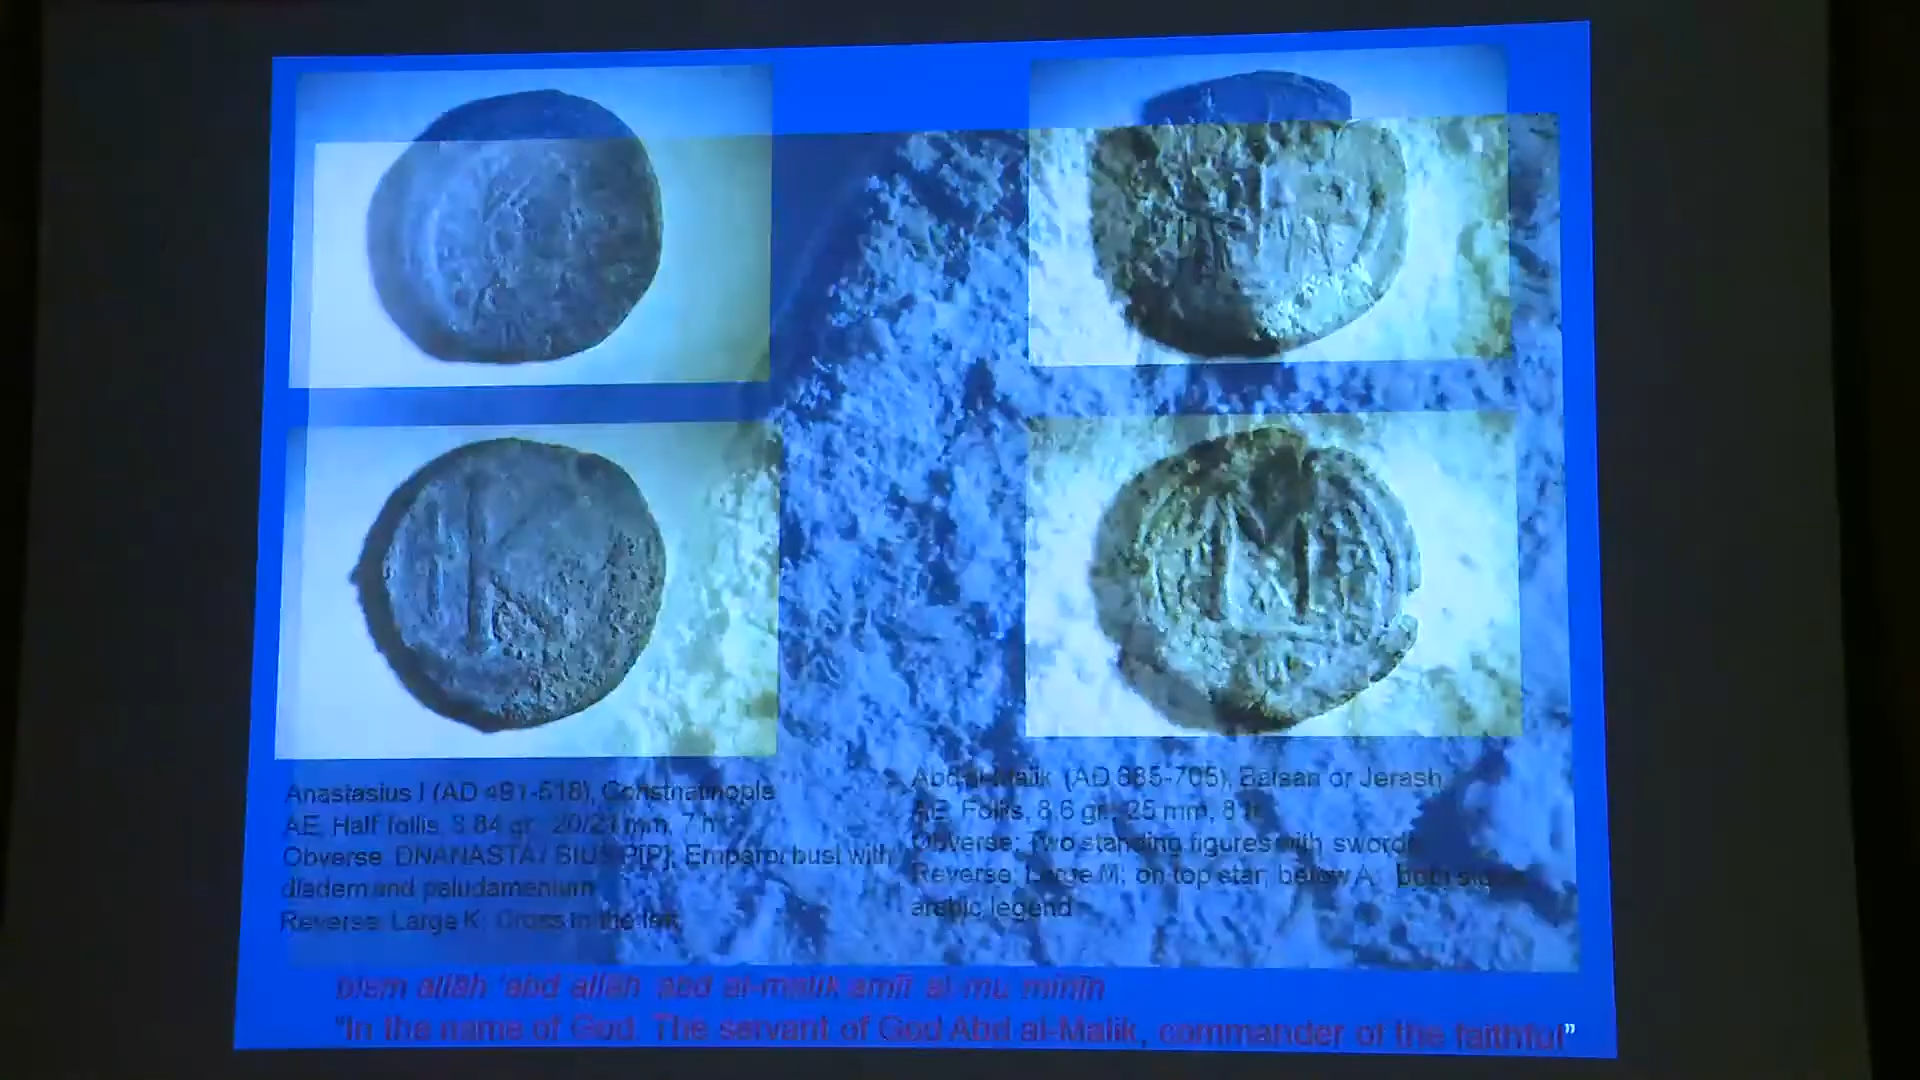 Anastasius I (AD 491-518), Constnatinople
AE, Half follis, 8.84 gr., 20/21 mm, 7 h
Obverse: DNANASTA / SIUS P[P]; Emperor bust with
diadem and paludamenium
Reverse: Large K; Cross in the left
Abd al-Malik (AD 685-705), Baisan or Jerash
AE, Follis, 8.6 gr., 25 mm, 8 h
Obverse: Two standing figures with sword
Reverse: Large M; on top star; below A;
arabic legend
bism allāh 'abd allāh abd al-malik amīr al-mu'minīn
"In the name of God. The servant of God Abd al-Malik, commander of the faithful"